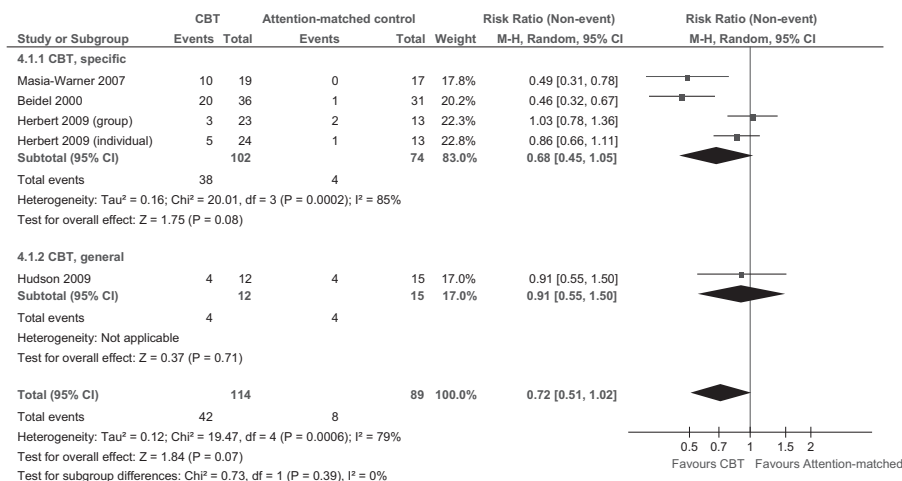 CBT Attention-matched control Risk Ratio (Non-event) Risk Ratio (Non-event)
Study or Subgroup Events Total Events Total Weight M-H, Random, 95% CI M-H, Random, 95% CI
4.1.1 CBT, specific
Masia-Warner 2007 10 19 0 17 17.8% 0.49 [0.31, 0.78]
Beidel 2000 20 36 1 31 20.2% 0.46 [0.32, 0.67]
Herbert 2009 (group) 3 23 2 13 22.3% 1.03 [0.78, 1.36]
Herbert 2009 (individual) 5 24 1 13 22.8% 0.86 [0.66, 1.11]
Subtotal (95% CI) 102 74 83.0% 0.68 [0.45, 1.05]
Total events 38 4
Heterogeneity: Tau² = 0.16; Chi² = 20.01, df = 3 (P = 0.0002); I² = 85%
Test for overall effect: Z = 1.75 (P = 0.08)
4.1.2 CBT, general
Hudson 2009 4 12 4 15 17.0% 0.91 [0.55, 1.50]
Subtotal (95% CI) 12 15 17.0% 0.91 [0.55, 1.50]
Total events 4 4
Heterogeneity: Not applicable
Test for overall effect: Z = 0.37 (P = 0.71)
Total (95% CI) 114 89 100.0% 0.72 [0.51, 1.02]
Total events 42 8
Heterogeneity: Tau² = 0.12; Chi² = 19.47, df = 4 (P = 0.0006); I² = 79%
Test for overall effect: Z = 1.84 (P = 0.07)
Test for subgroup differences: Chi² = 0.73, df = 1 (P = 0.39), I² = 0%
0.5 0.7 1 1.5 2
Favours CBT Favours Attention-matched